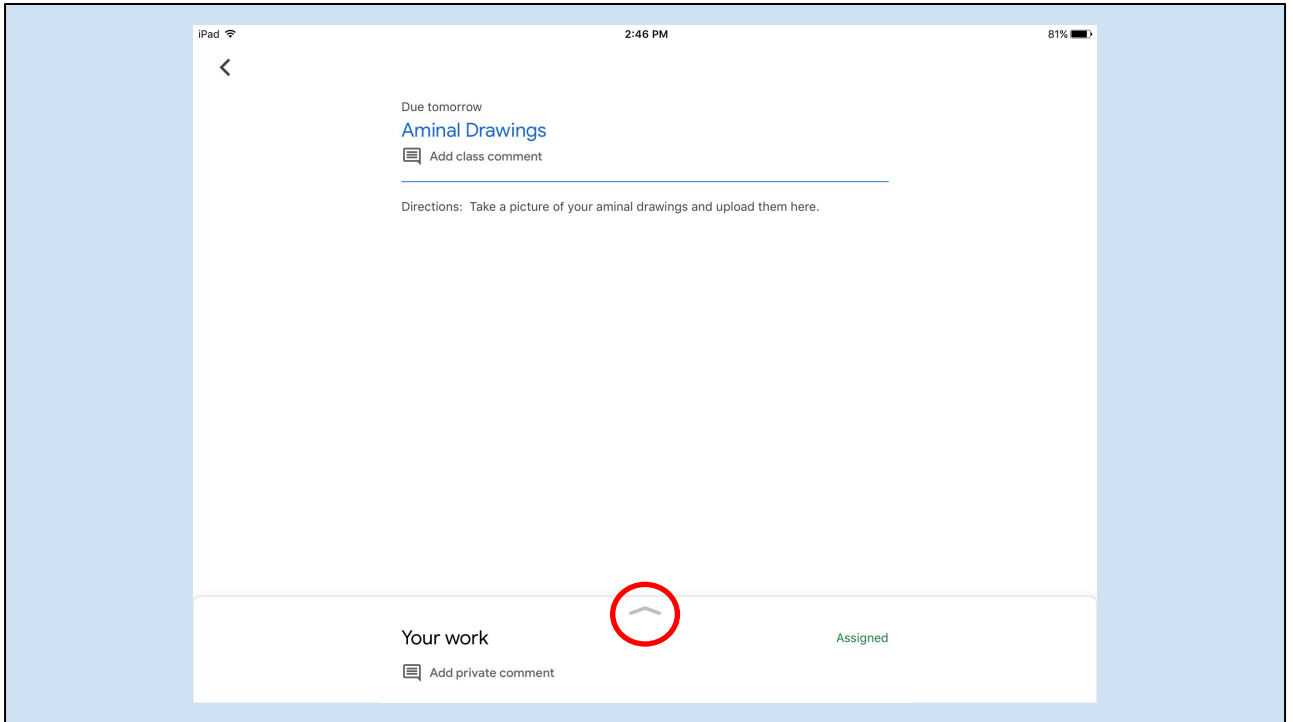 iPad 2:46 PM 81%
Due tomorrow
Aminal Drawings
Add class comment
Directions: Take a picture of your aminal drawings and upload them here.
Your work Assigned
Add private comment